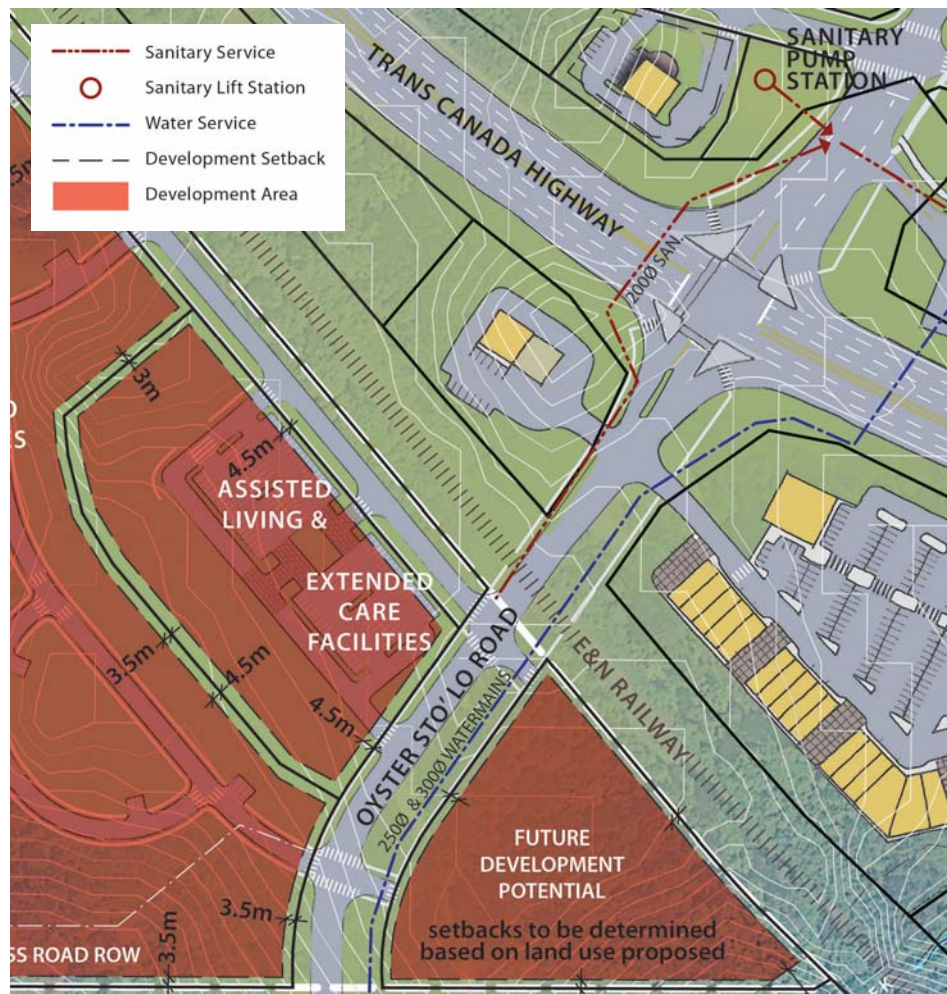 Sanitary Service
Sanitary Lift Station
Water Service
Development Setback
Development Area
SANITARY
PUMP
STATION
TRANS CANADA HIGHWAY
200Ø SAN.
.5m
3m
4.5m
ASSISTED
LIVING &
EXTENDED
CARE
FACILITIES
ES
3.5m
4.5m
4.5m
OYSTER STO' LO ROAD
250Ø & 300Ø WATERMAINS
E&N RAILWAY
FUTURE
DEVELOPMENT
POTENTIAL
setbacks to be determined
based on land use proposed
3.5m
3.5m
SS ROAD ROW